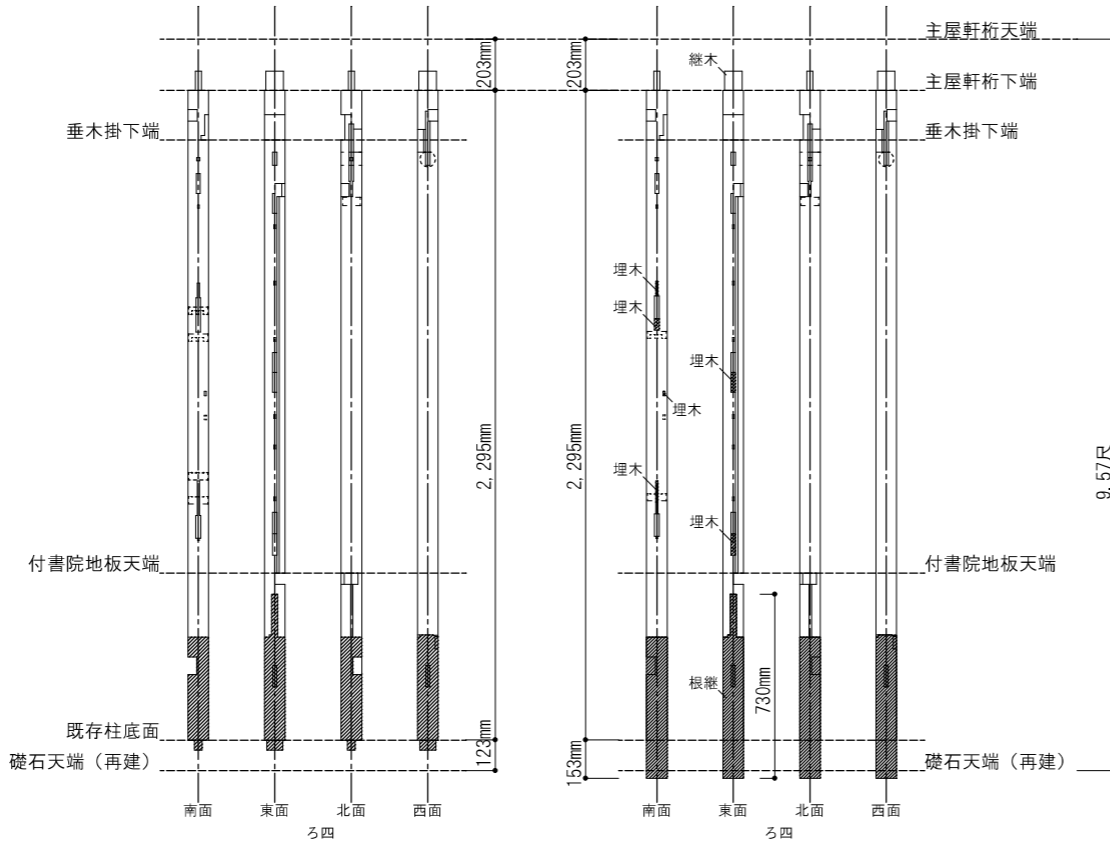 主屋軒桁天端
203mm
203mm
継木
主屋軒桁下端
垂木掛下端
垂木掛下端
埋木
埋木
埋木
埋木
2,295mm
2,295mm
9.57尺
埋木
埋木
付書院地板天端
付書院地板天端
根継
730mm
既存柱底面
123mm
153mm
礎石天端（再建）
礎石天端（再建）
南面
東面
北面
西面
南面
東面
北面
西面
ろ四
ろ四